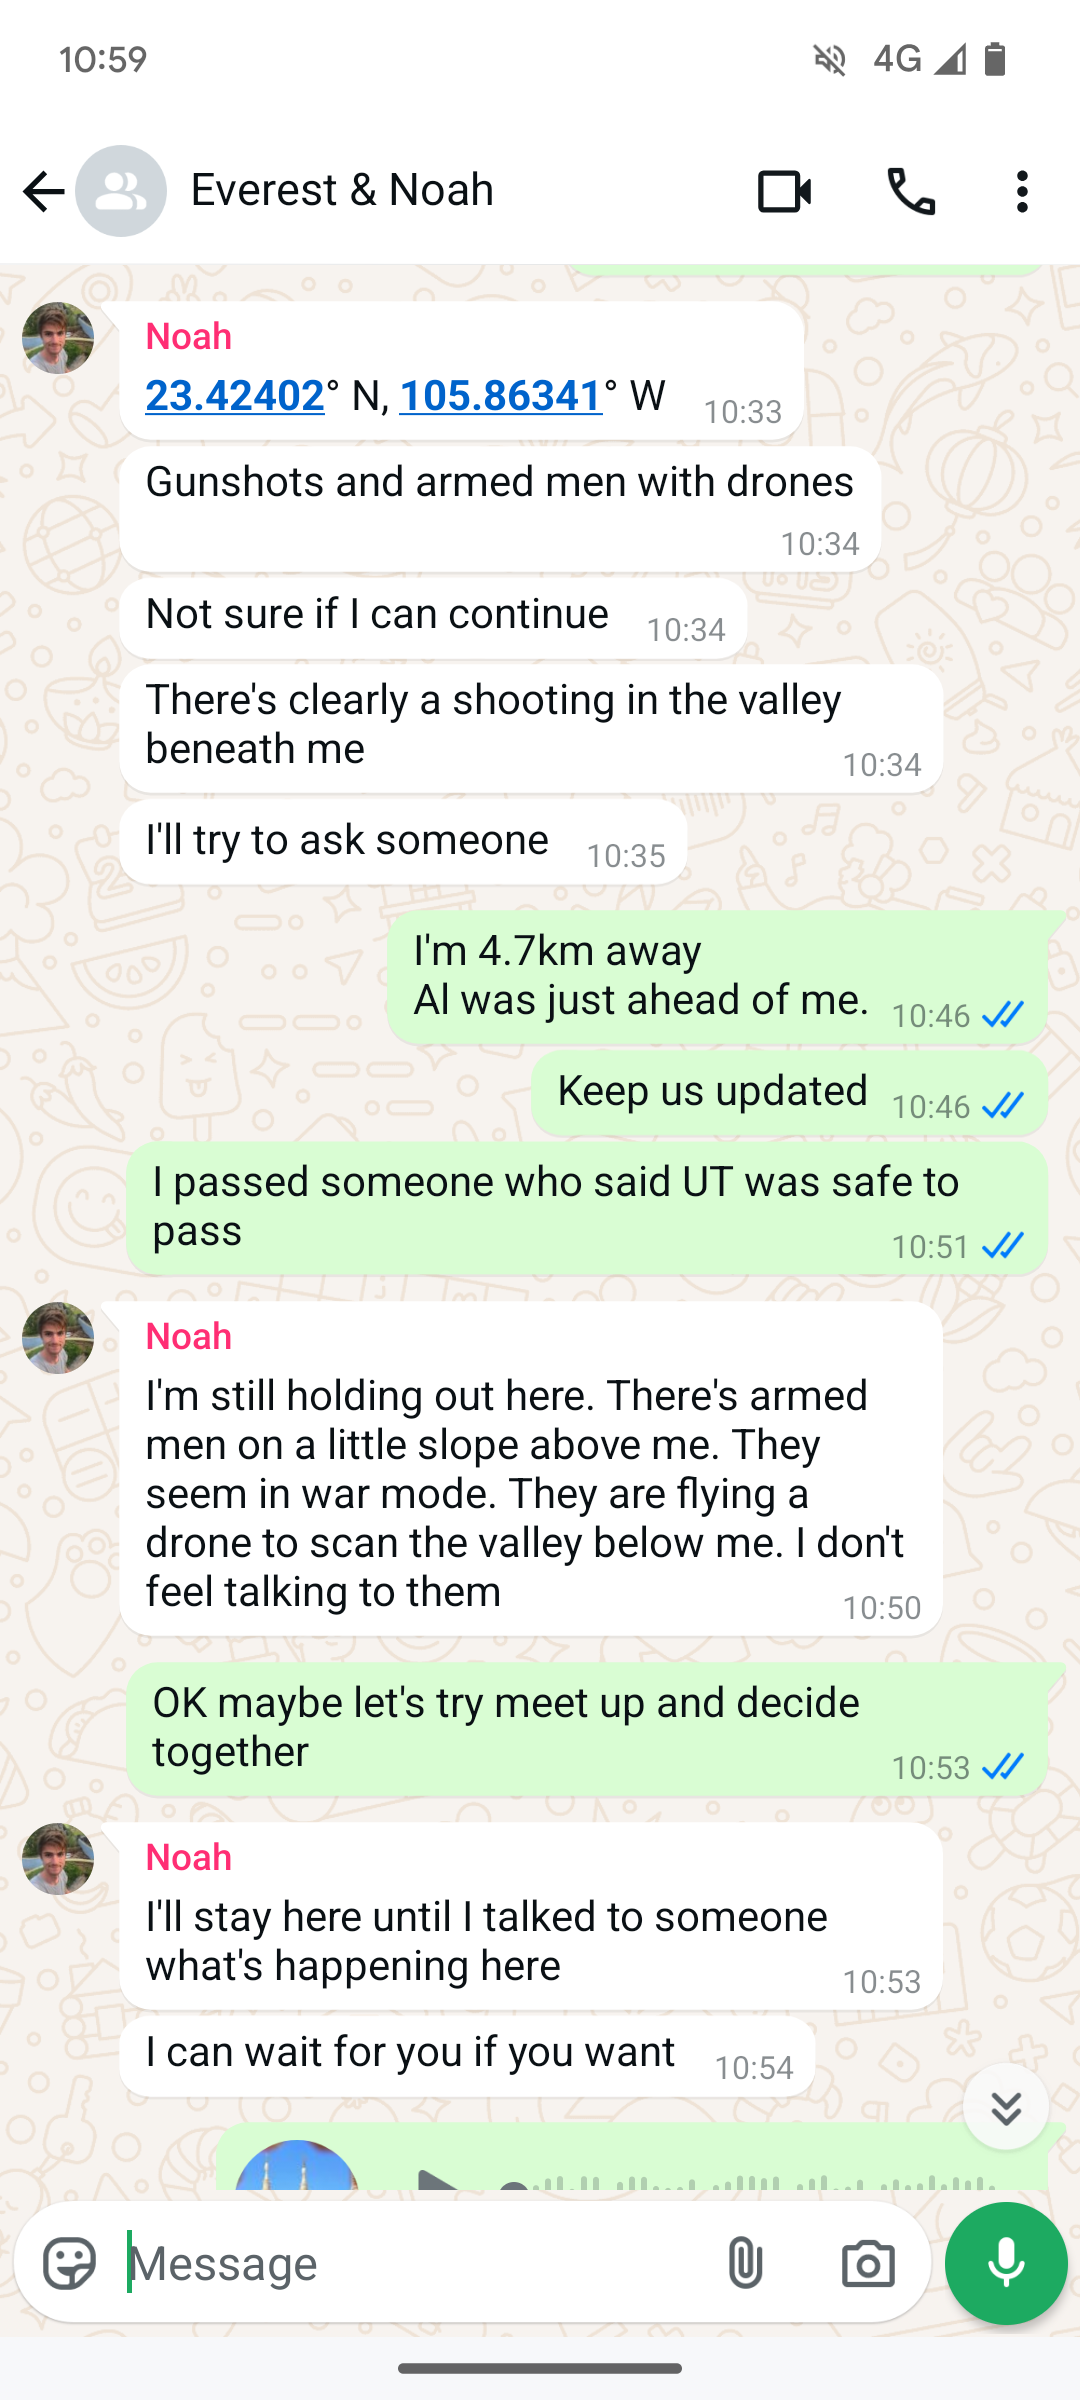 10:59
4G
Everest & Noah
Noah
23.42402° N, 105.86341° W 10:33
Gunshots and armed men with drones
10:34
Not sure if I can continue 10:34
There's clearly a shooting in the valley
beneath me 10:34
I'll try to ask someone 10:35
I'm 4.7km away
Al was just ahead of me. 10:46
Keep us updated 10:46
I passed someone who said UT was safe to
pass 10:51
Noah
I'm still holding out here. There's armed
men on a little slope above me. They
seem in war mode. They are flying a
drone to scan the valley below me. I don't
feel talking to them 10:50
OK maybe let's try meet up and decide
together 10:53
Noah
I'll stay here until I talked to someone
what's happening here 10:53
I can wait for you if you want 10:54
Message